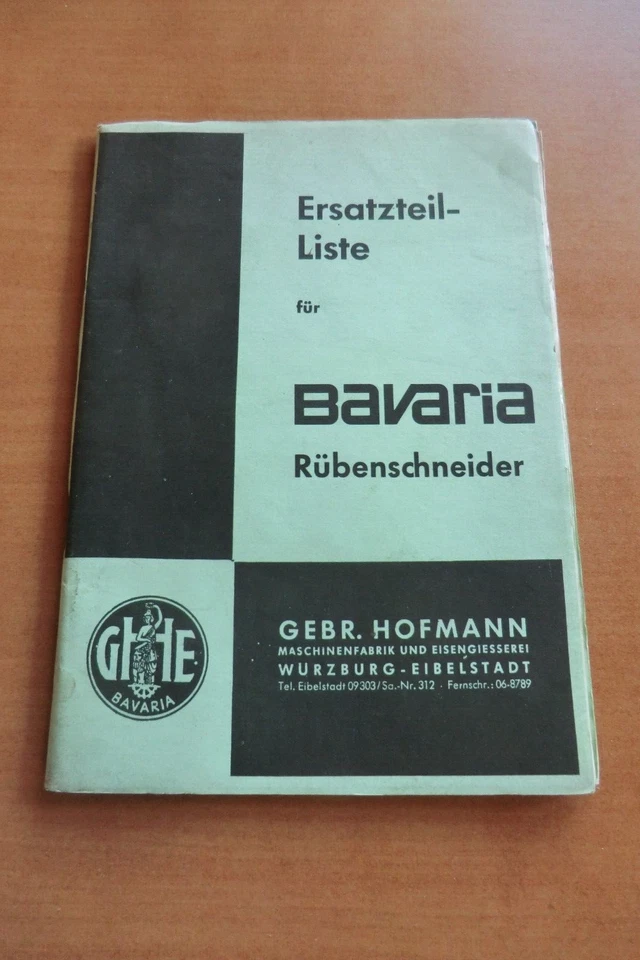 Ersatzteil-
Liste
für
Bavaria
Rübenschneider
GHE
BAVARIA
GEBR. HOFMANN
MASCHINENFABRIK UND EISENGIESSEREI
WÜRZBURG-EIBELSTADT
Tel. Eibelstadt 09303/Sa.-Nr. 312 · Fernschr.: 06-8789